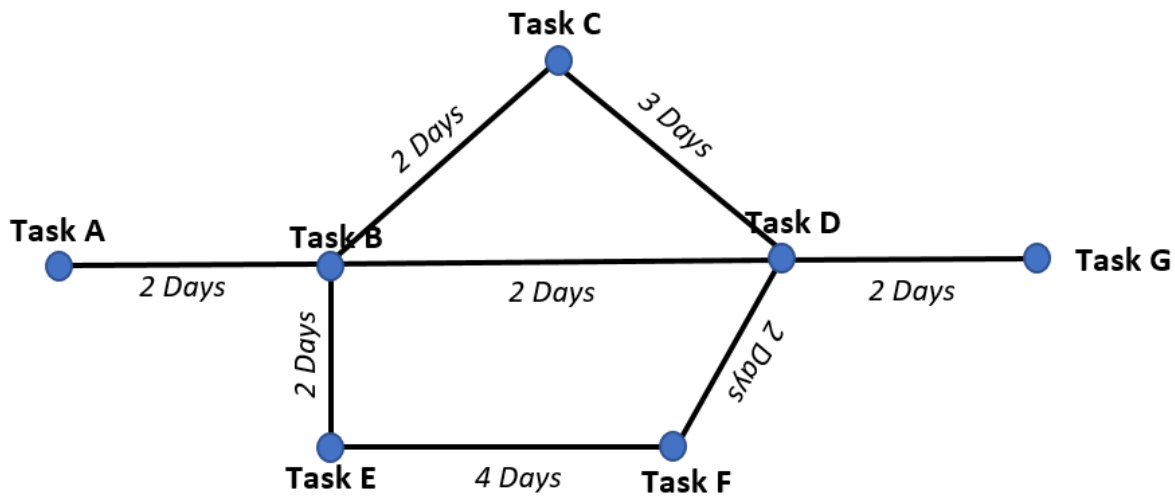 Task C
2 Days
3 Days
Task A
Task B
Task D
Task G
2 Days
2 Days
2 Days
2 Days
2 Days
Task E
4 Days
Task F